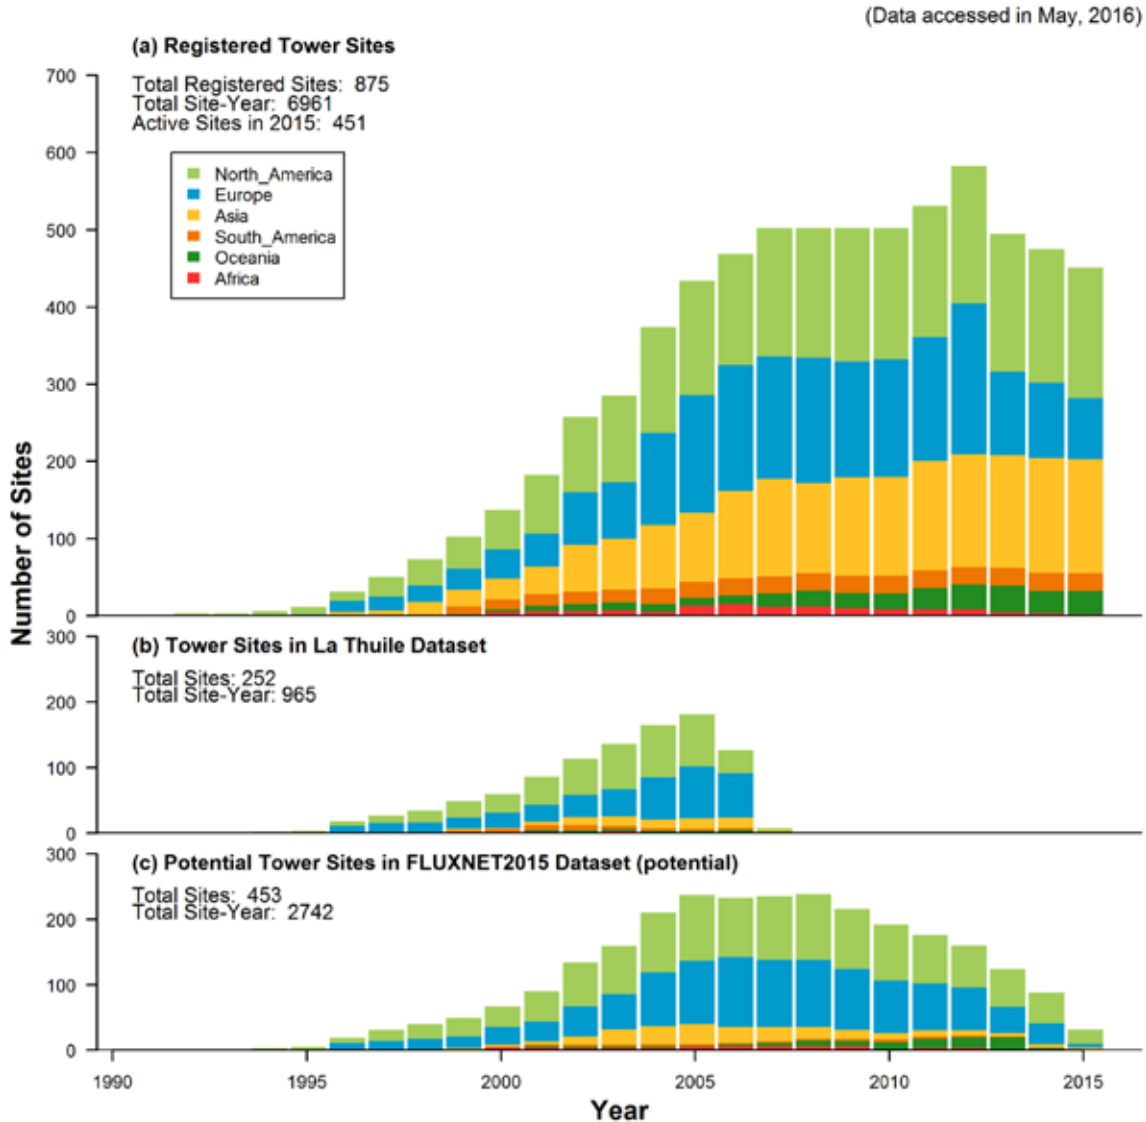 (Data accessed in May, 2016)
(a) Registered Tower Sites
Total Registered Sites: 875
Total Site-Year: 6961
Active Sites in 2015: 451
North_America
Europe
Asia
South_America
Oceania
Africa
700
600
500
400
300
200
100
0
Number of Sites
(b) Tower Sites in La Thuile Dataset
Total Sites: 252
Total Site-Year: 965
300
200
100
0
(c) Potential Tower Sites in FLUXNET2015 Dataset (potential)
Total Sites: 453
Total Site-Year: 2742
300
200
100
0
1990 1995 2000 2005 2010 2015
Year